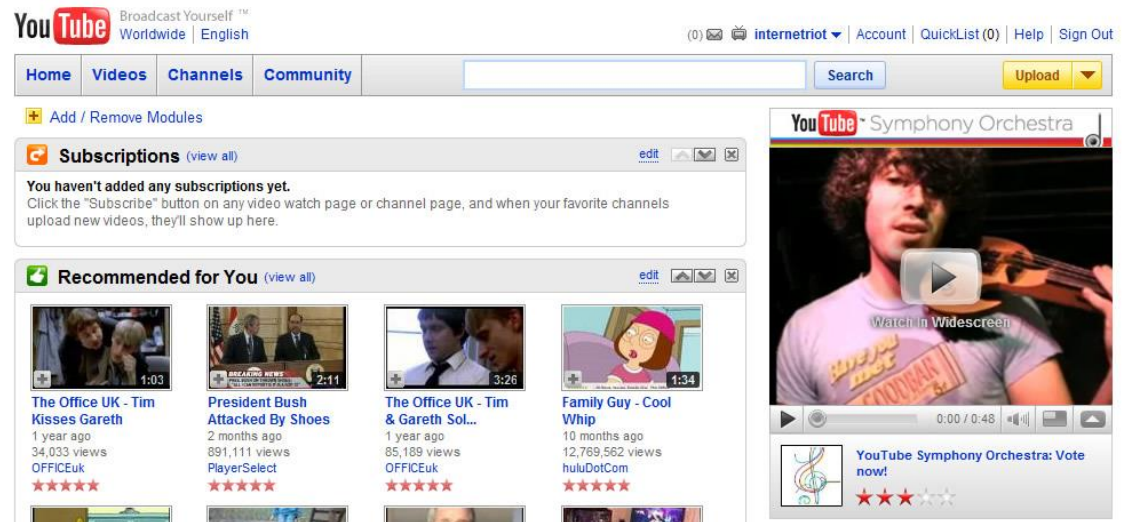 YouTube Broadcast Yourself ™
Worldwide | English
(0) internetriot | Account | QuickList (0) | Help | Sign Out
Home Videos Channels Community Search Upload
Add / Remove Modules
Subscriptions (view all) edit
You haven't added any subscriptions yet.
Click the "Subscribe" button on any video watch page or channel page, and when your favorite channels
upload new videos, they'll show up here.
Recommended for You (view all) edit
1:03
The Office UK - Tim
Kisses Gareth
1 year ago
34,033 views
OFFICEuk
BREAKING NEWS
2:11
President Bush
Attacked By Shoes
2 months ago
891,111 views
PlayerSelect
3:26
The Office UK - Tim
& Gareth Sol...
1 year ago
85,189 views
OFFICEuk
1:34
Family Guy - Cool
Whip
10 months ago
12,769,562 views
huluDotCom
YouTube™ Symphony Orchestra
Watch in Widescreen
Have you
met
GOODBAR
0:00 / 0:48
YouTube Symphony Orchestra: Vote
now!